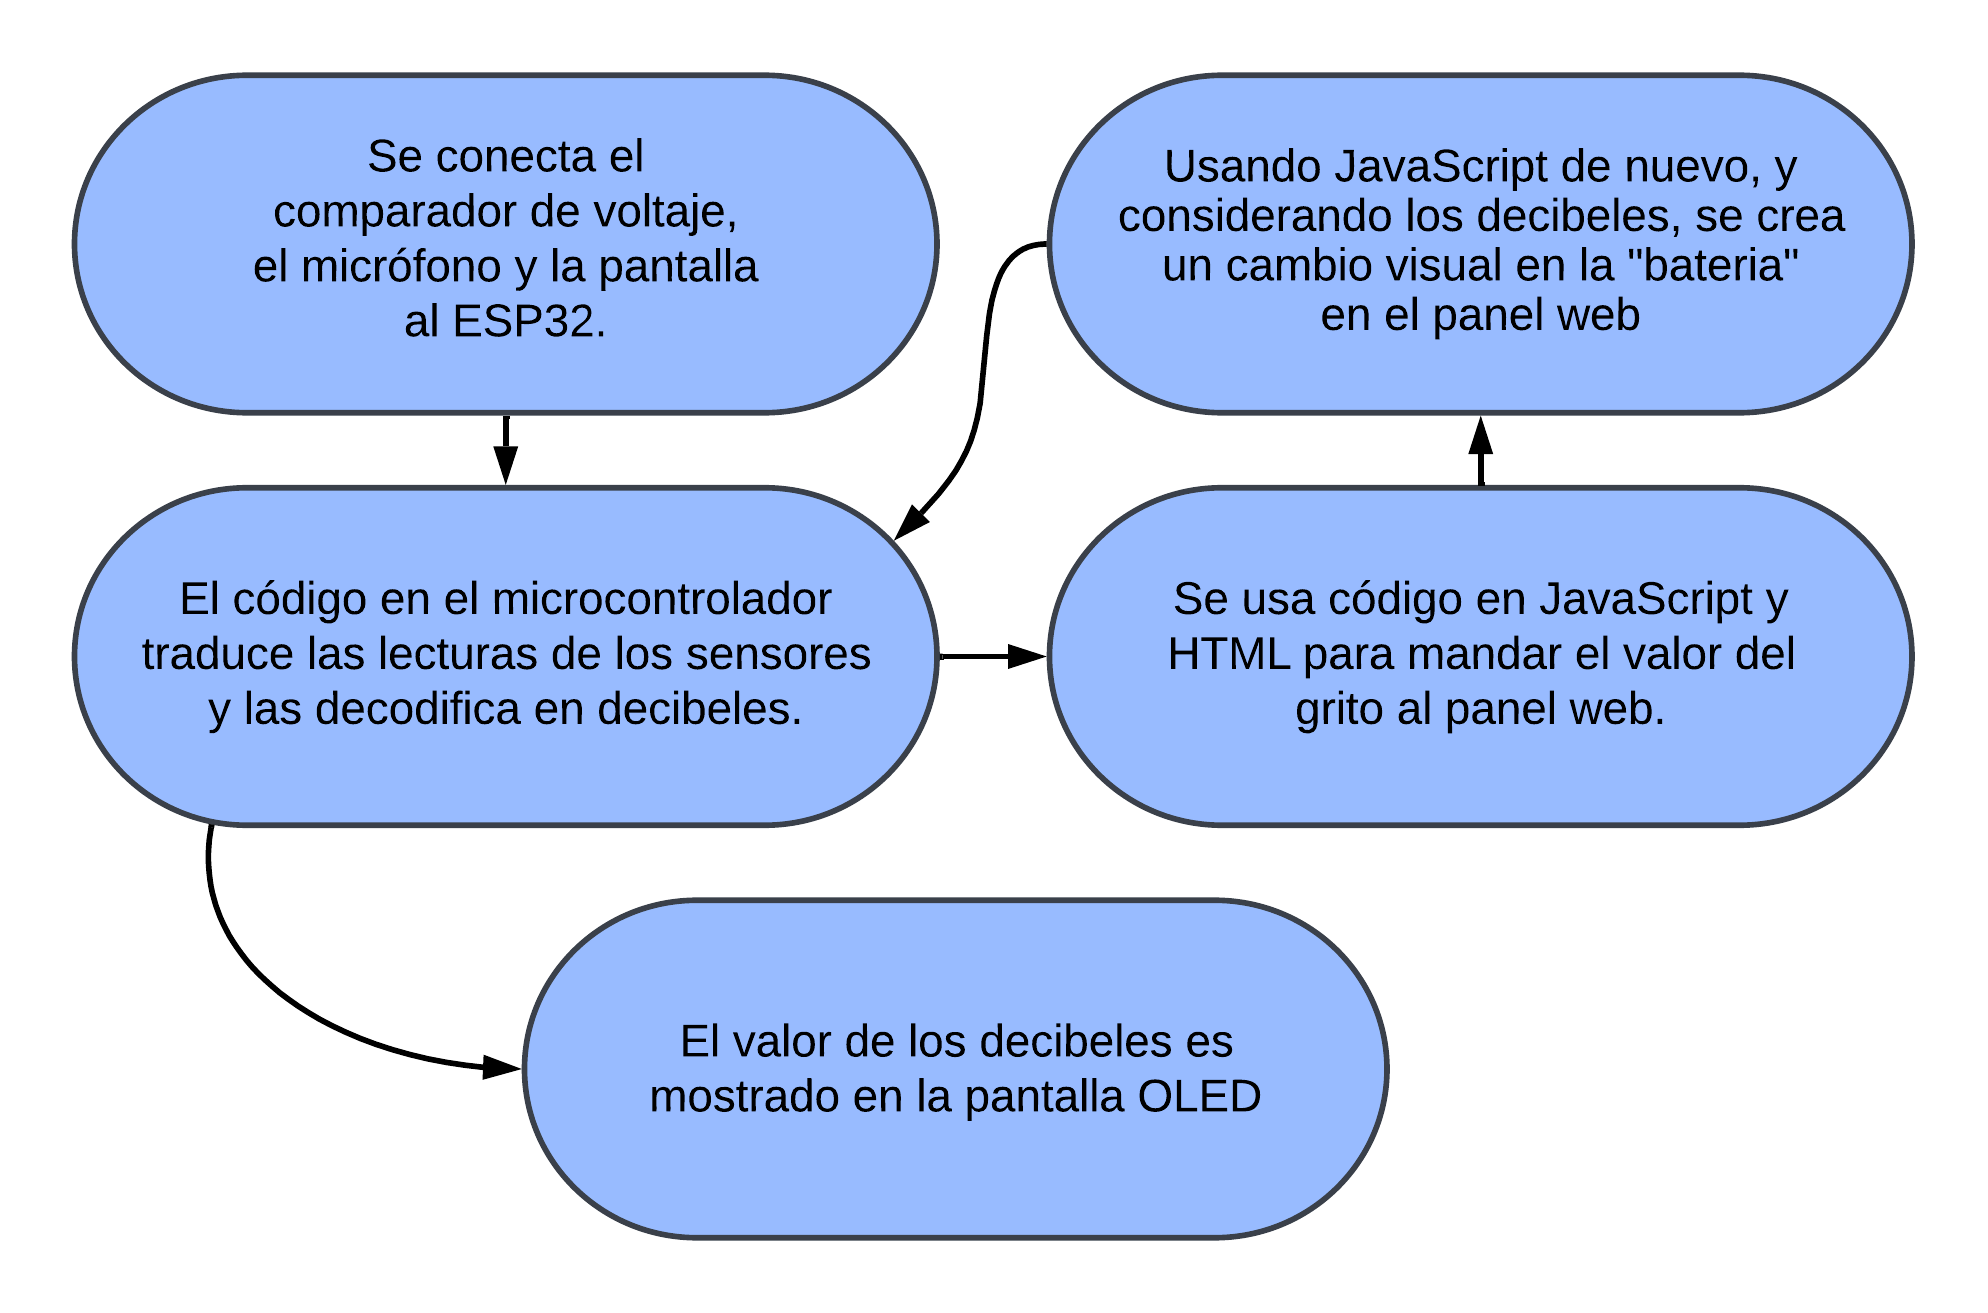 Se conecta el
comparador de voltaje,
el micrófono y la pantalla
al ESP32.
Usando JavaScript de nuevo, y
considerando los decibeles, se crea
un cambio visual en la "bateria"
en el panel web
El código en el microcontrolador
traduce las lecturas de los sensores
y las decodifica en decibeles.
Se usa código en JavaScript y
HTML para mandar el valor del
grito al panel web.
El valor de los decibeles es
mostrado en la pantalla OLED